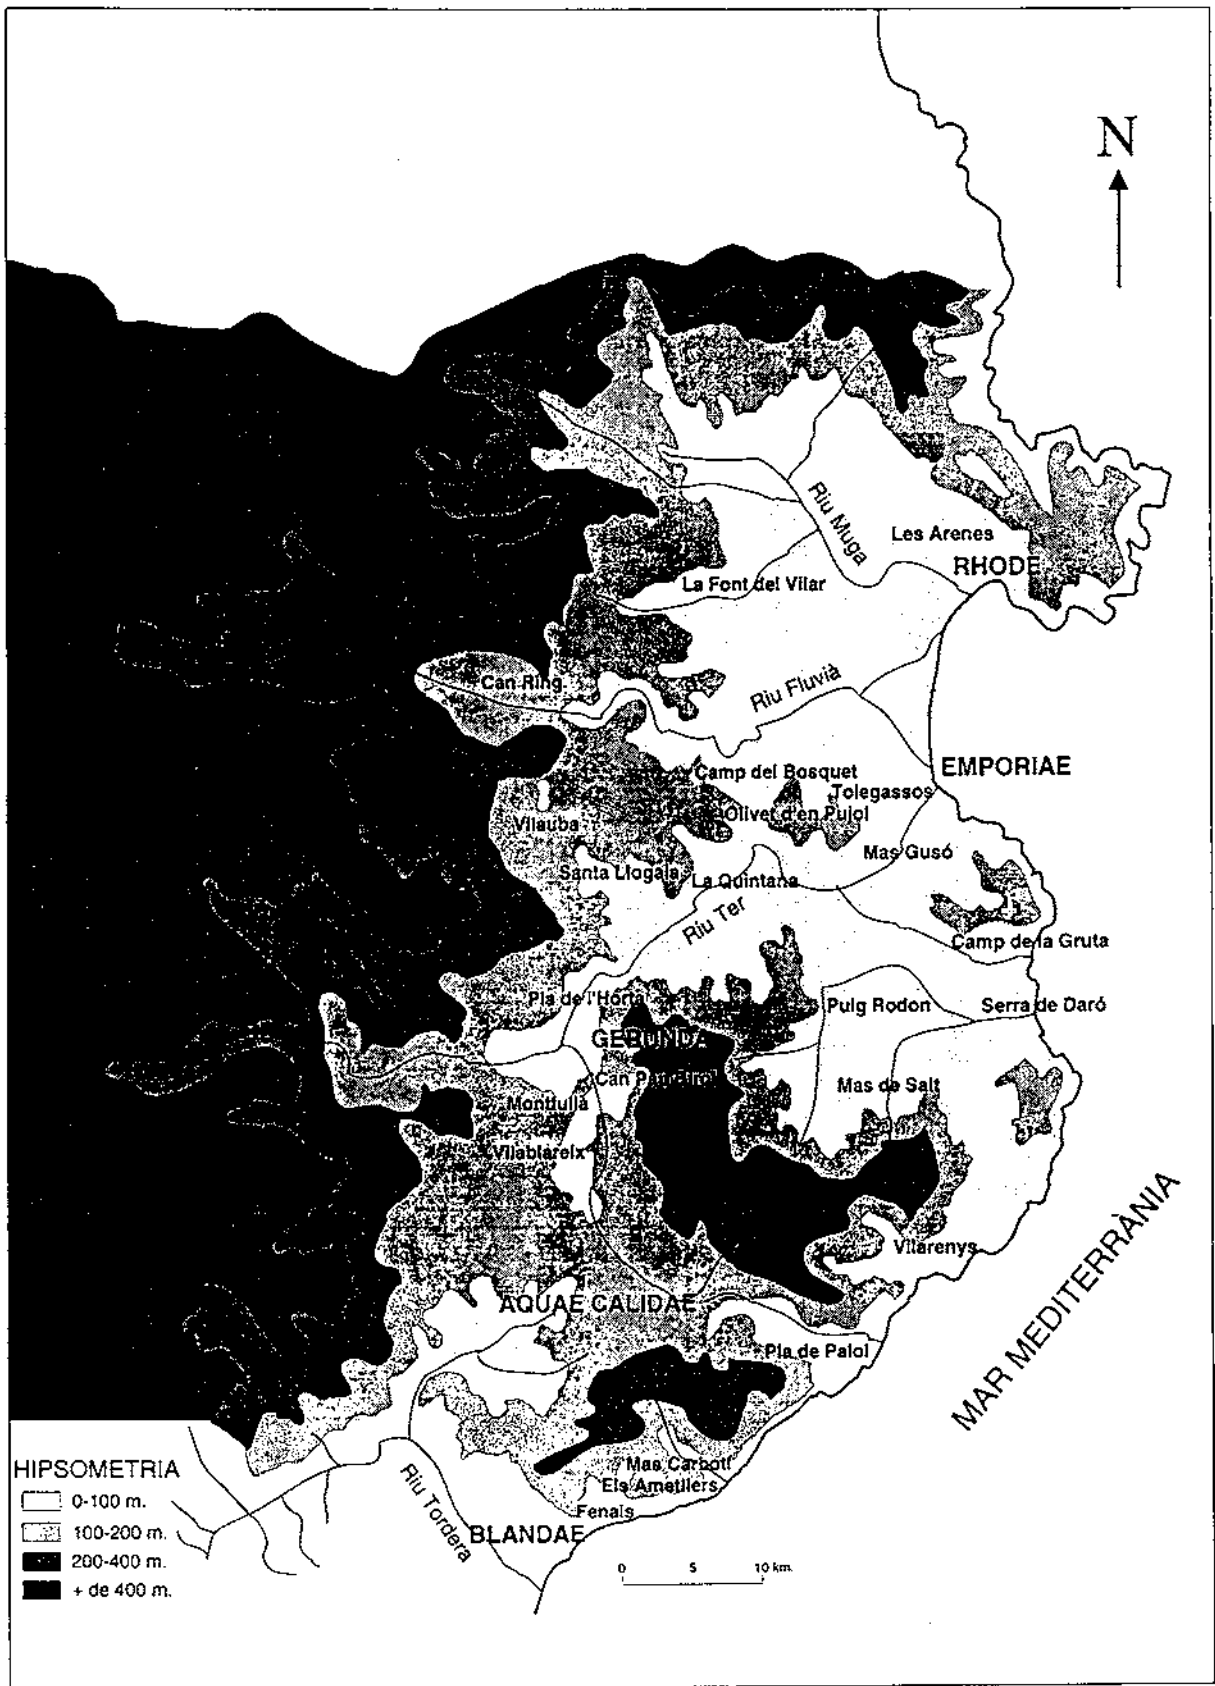 N
Riu Muga
Les Arenes
RHODE
La Font del Vilar
Can Ring
Riu Fluvià
EMPORIAE
Camp del Bosquet
Tolegassos
Olivet d'en Pujol
Vilauba
Mas Gusó
Santa Llogaia
La Quintana
Riu Ter
Camp de la Gruta
Pla de l'Horta
Puig Rodon
Serra de Daró
GERUNDA
Can Pau Birol
Mas de Salt
Montfullà
Vilablareix
Vilarenys
MAR MEDITERRÀNIA
AQUAE CALIDAE
Pla de Palol
Mas Carbotí
Els Ametllers
Fenals
Riu Tordera
BLANDAE
HIPSOMETRIA
0-100 m.
100-200 m.
200-400 m.
+ de 400 m.
0 5 10 km.